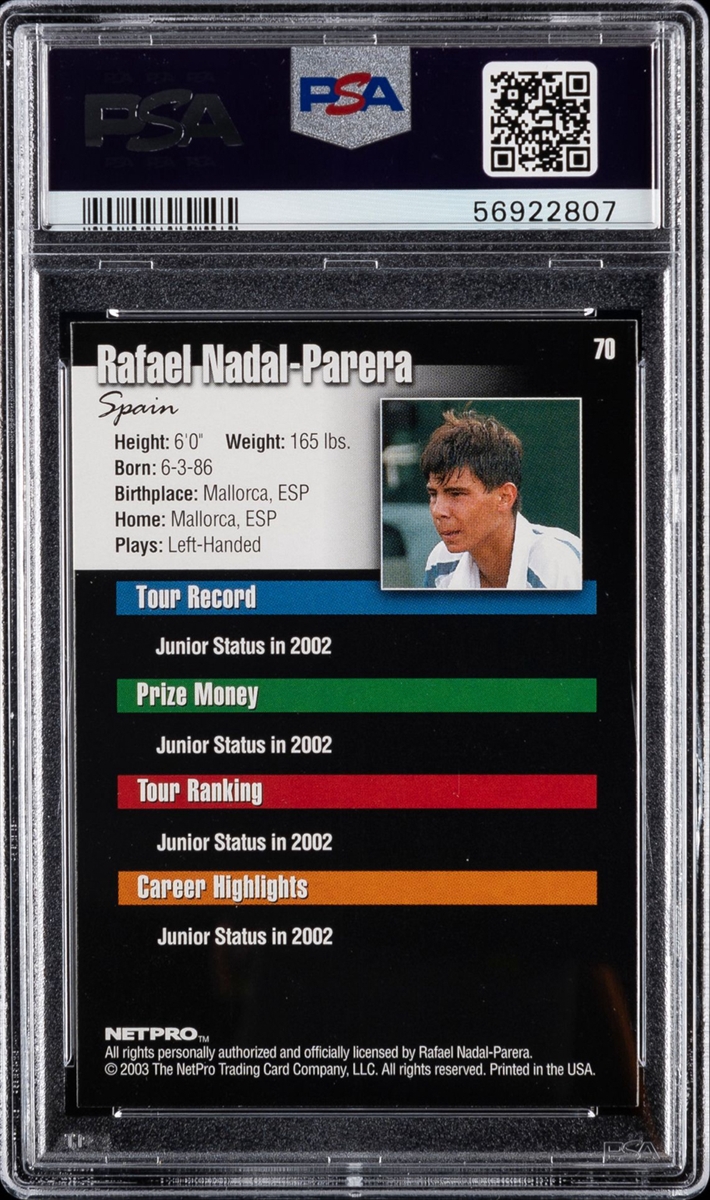 PSA
PSA
56922807
Rafael Nadal-Parera
70
Spain
Height: 6'0" Weight: 165 lbs.
Born: 6-3-86
Birthplace: Mallorca, ESP
Home: Mallorca, ESP
Plays: Left-Handed
Tour Record
Junior Status in 2002
Prize Money
Junior Status in 2002
Tour Ranking
Junior Status in 2002
Career Highlights
Junior Status in 2002
NETPRO™
All rights personally authorized and officially licensed by Rafael Nadal-Parera.
© 2003 The NetPro Trading Card Company, LLC. All rights reserved. Printed in the USA.
PSA